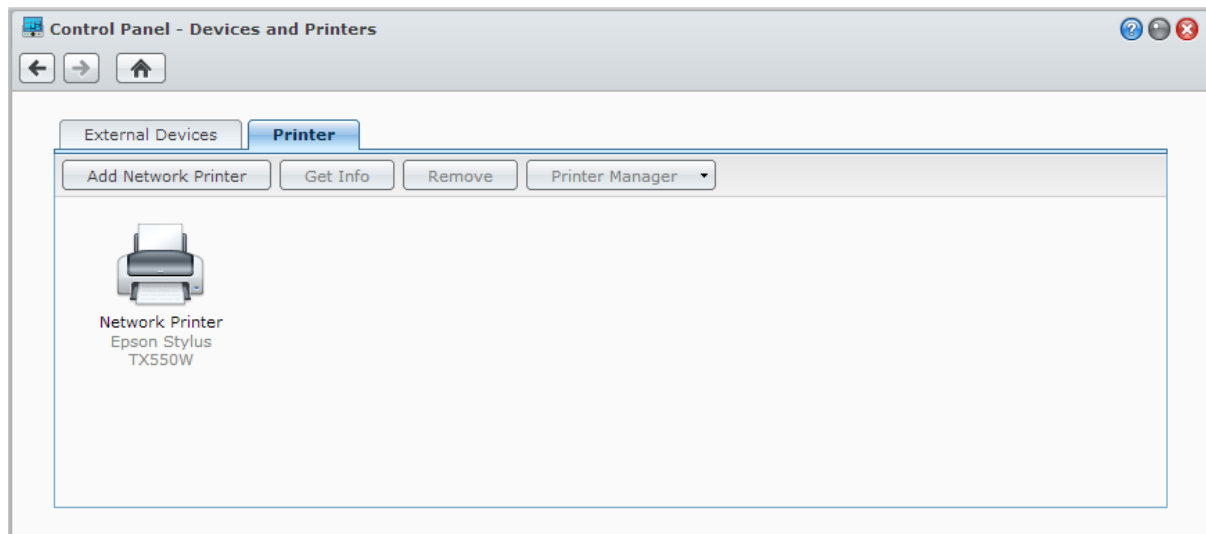 Control Panel - Devices and Printers
External Devices Printer
Add Network Printer Get Info Remove Printer Manager
Network Printer
Epson Stylus
TX550W